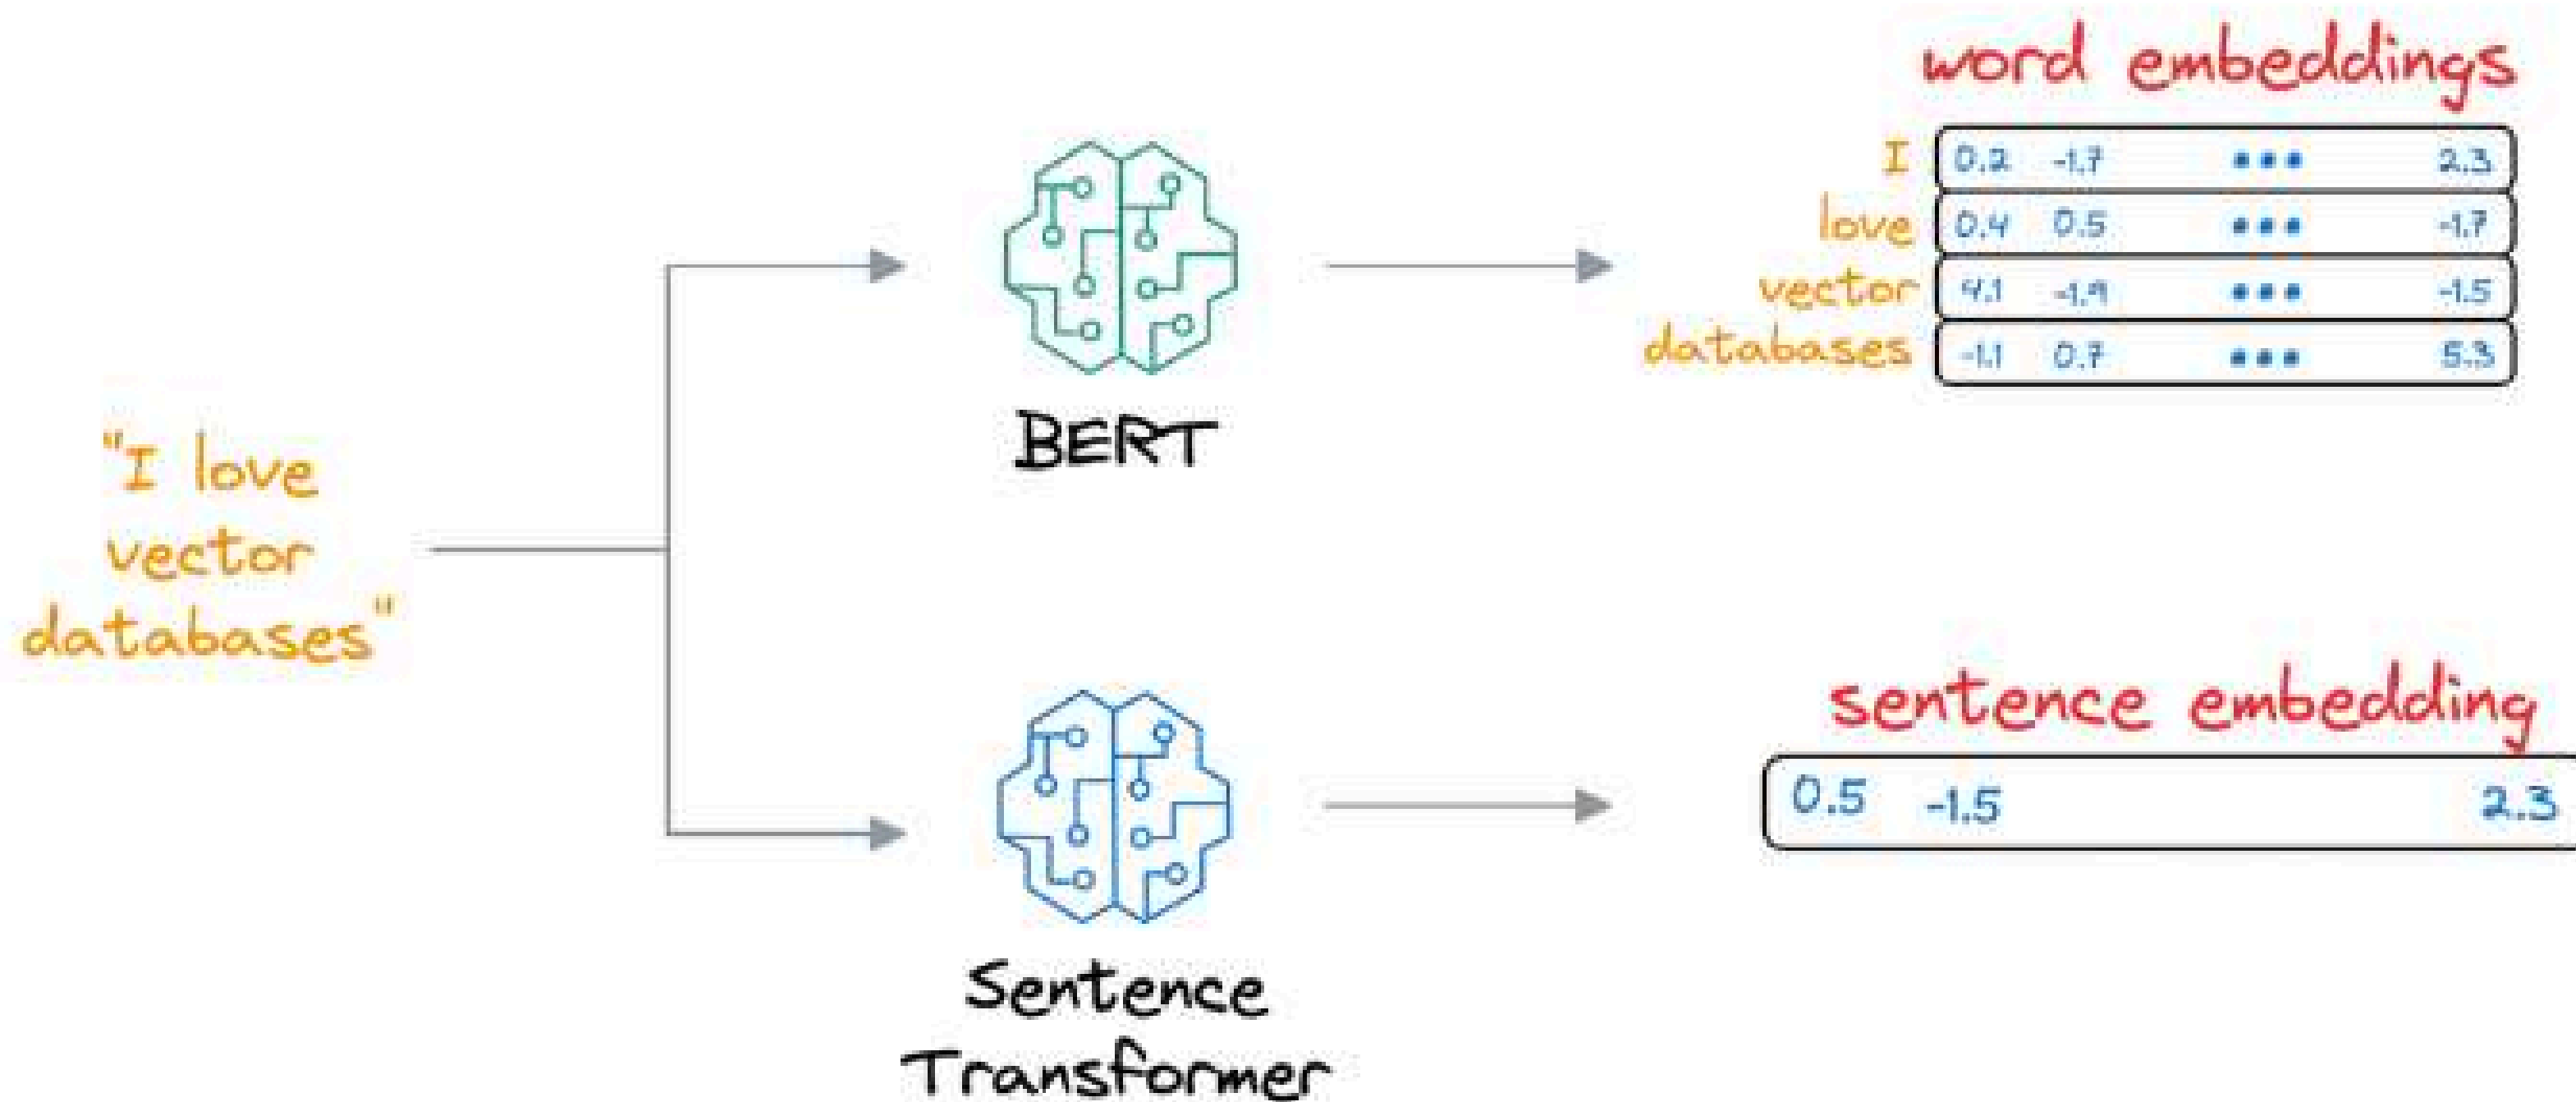 "I love
vector
databases"
BERT
word embeddings
I 0.2 -1.7 ••• 2.3
love 0.4 0.5 ••• -1.7
vector 4.1 -1.9 ••• -1.5
databases -1.1 0.7 ••• 5.3
Sentence
Transformer
sentence embedding
0.5 -1.5 2.3